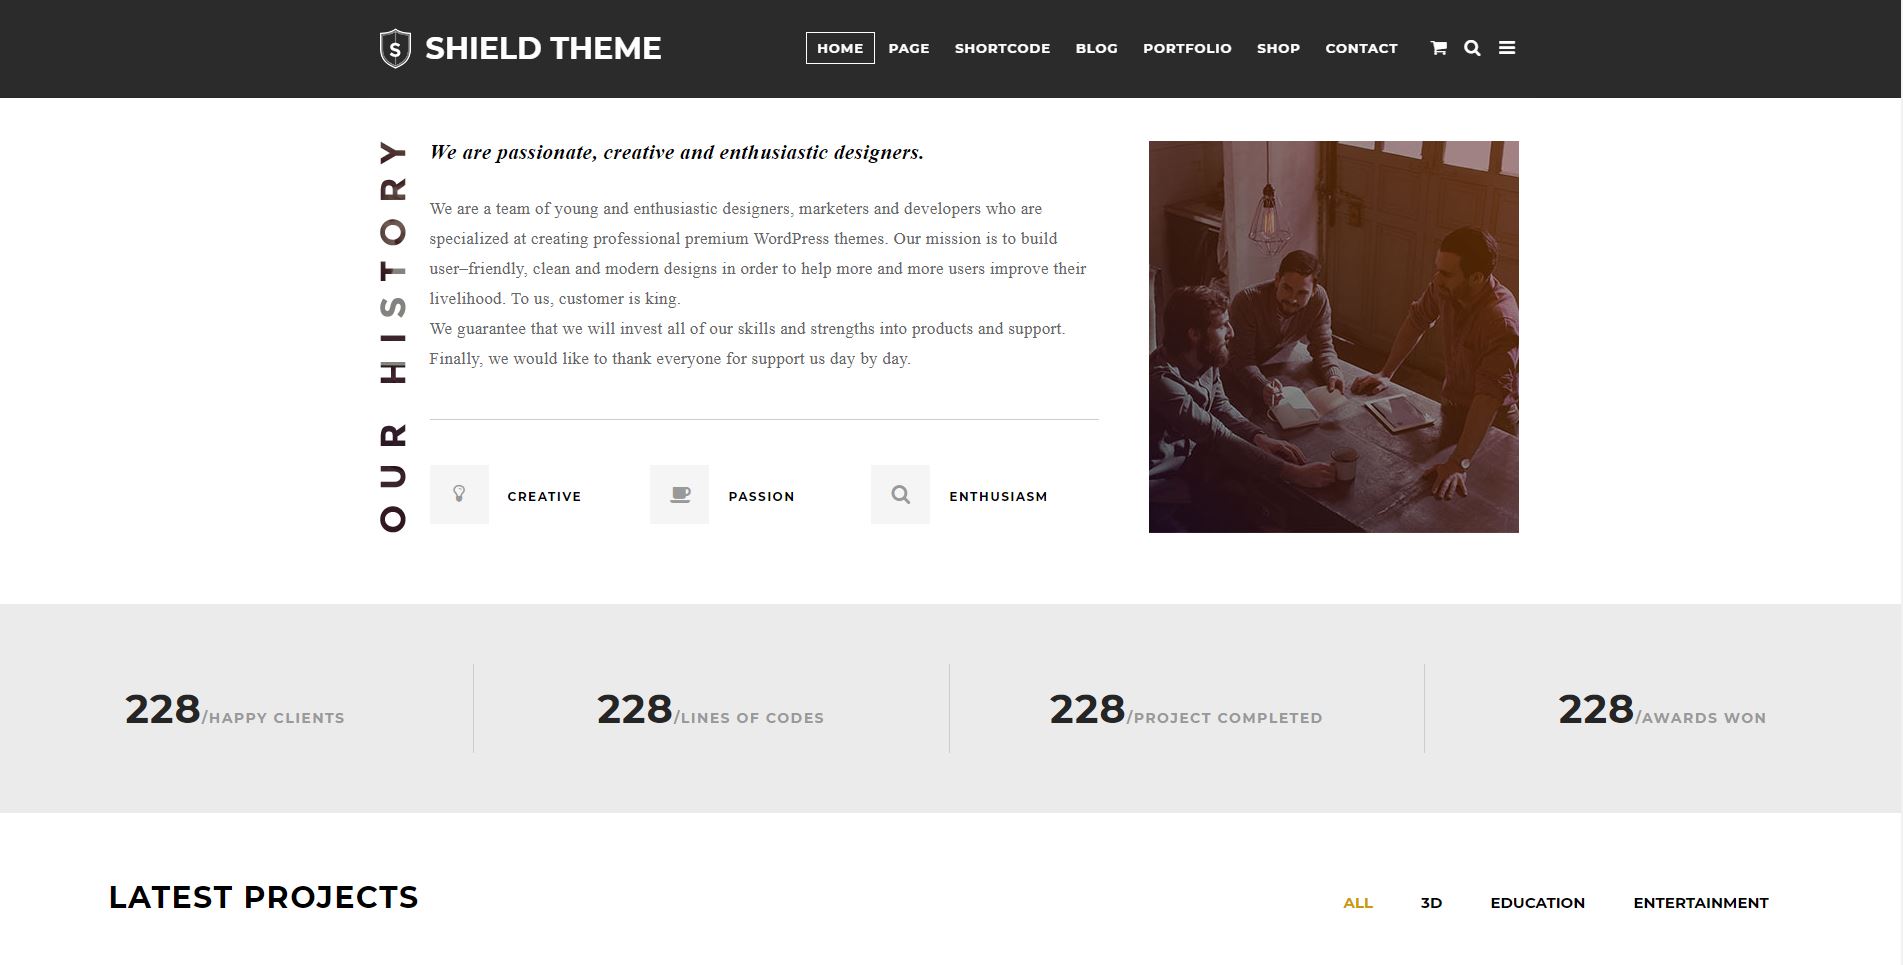 S SHIELD THEME
HOME PAGE SHORTCODE BLOG PORTFOLIO SHOP CONTACT
OUR HISTORY
We are passionate, creative and enthusiastic designers.
We are a team of young and enthusiastic designers, marketers and developers who are
specialized at creating professional premium WordPress themes. Our mission is to build
user–friendly, clean and modern designs in order to help more and more users improve their
livelihood. To us, customer is king.
We guarantee that we will invest all of our skills and strengths into products and support.
Finally, we would like to thank everyone for support us day by day.
CREATIVE PASSION ENTHUSIASM
228/HAPPY CLIENTS 228/LINES OF CODES 228/PROJECT COMPLETED 228/AWARDS WON
LATEST PROJECTS
ALL 3D EDUCATION ENTERTAINMENT